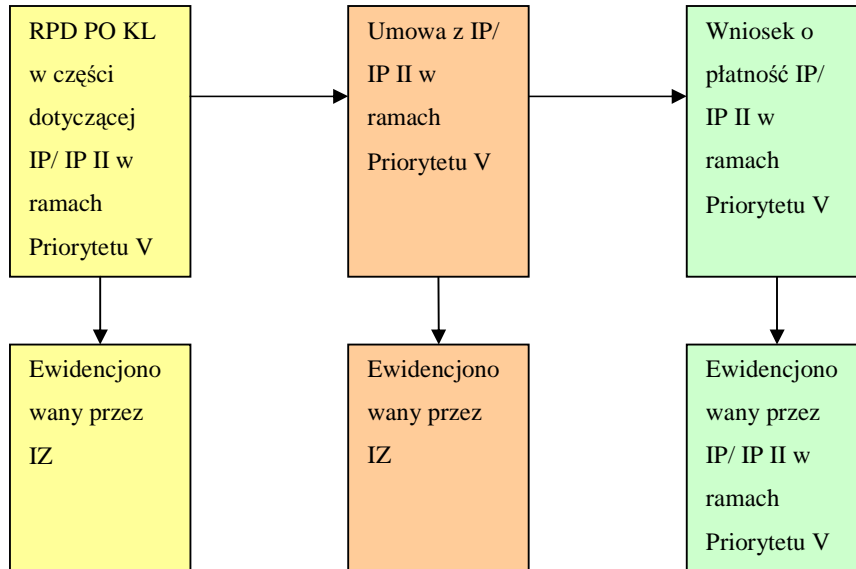 RPD PO KL
w części
dotyczącej
IP/ IP II w
ramach
Priorytetu V
Umowa z IP/
IP II w
ramach
Priorytetu V
Wniosek o
płatność IP/
IP II w
ramach
Priorytetu V
Ewidencjono
wany przez
IZ
Ewidencjono
wany przez
IZ
Ewidencjono
wany przez
IP/ IP II w
ramach
Priorytetu V